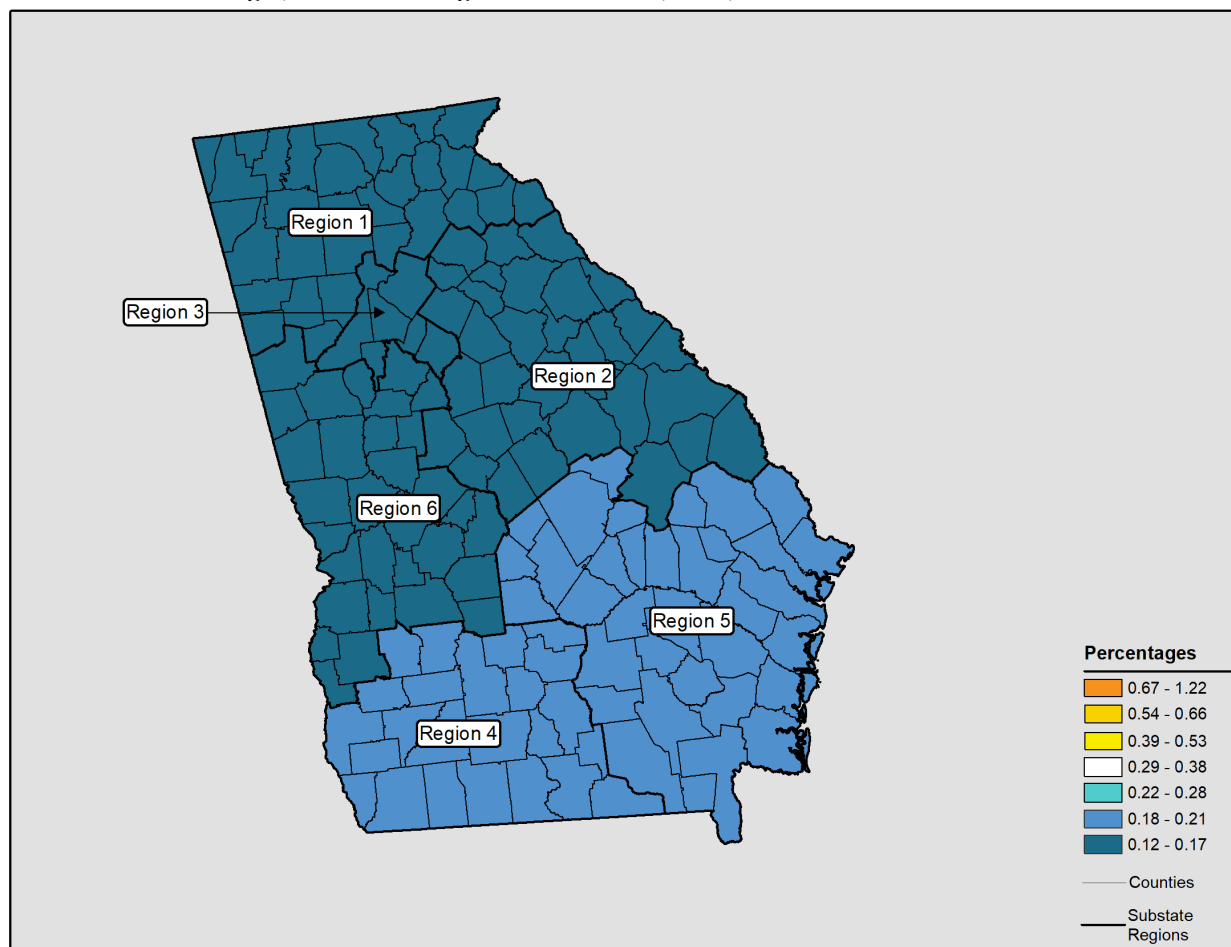 Region 1
Region 3
Region 2
Region 6
Region 5
Region 4
Percentages
0.67 - 1.22
0.54 - 0.66
0.39 - 0.53
0.29 - 0.38
0.22 - 0.28
0.18 - 0.21
0.12 - 0.17
Counties
Substate
Regions